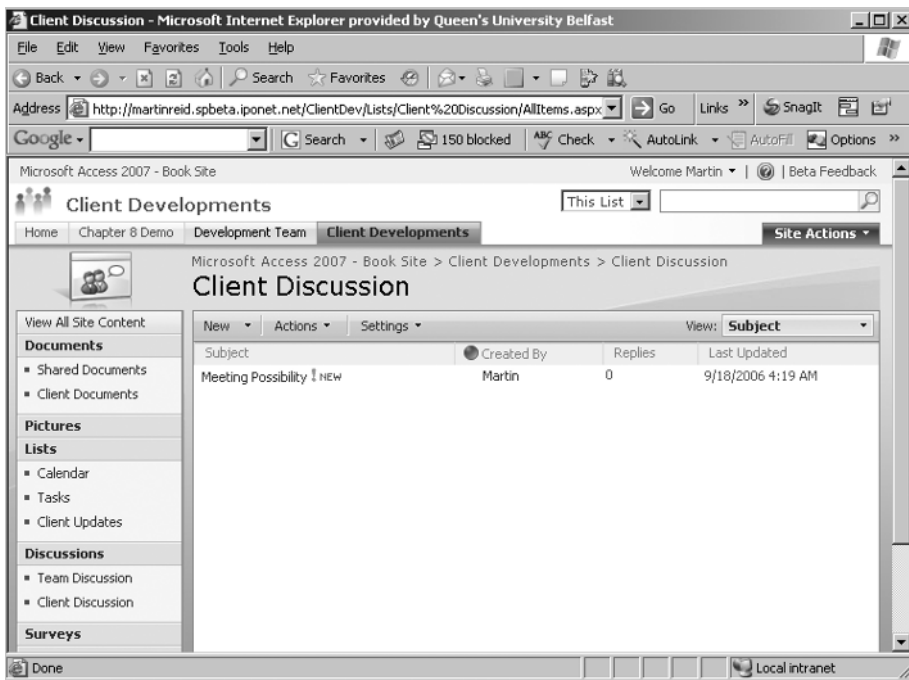 Client Discussion - Microsoft Internet Explorer provided by Queen's University Belfast
File Edit View Favorites Tools Help
Back Search Favorites
Address http://martinreid.spbeta.iponet.net/ClientDev/Lists/Client%20Discussion/AllItems.aspx Go Links » SnagIt
Google Search 150 blocked ABC Check AutoLink AutoFill Options »
Microsoft Access 2007 - Book Site Welcome Martin | Beta Feedback
Client Developments This List
Home Chapter 8 Demo Development Team Client Developments Site Actions
Microsoft Access 2007 - Book Site > Client Developments > Client Discussion
Client Discussion
View All Site Content
Documents
Shared Documents
Client Documents
Pictures
Lists
Calendar
Tasks
Client Updates
Discussions
Team Discussion
Client Discussion
Surveys
New Actions Settings View: Subject
Subject Created By Replies Last Updated
Meeting Possibility ! NEW Martin 0 9/18/2006 4:19 AM
Done Local intranet